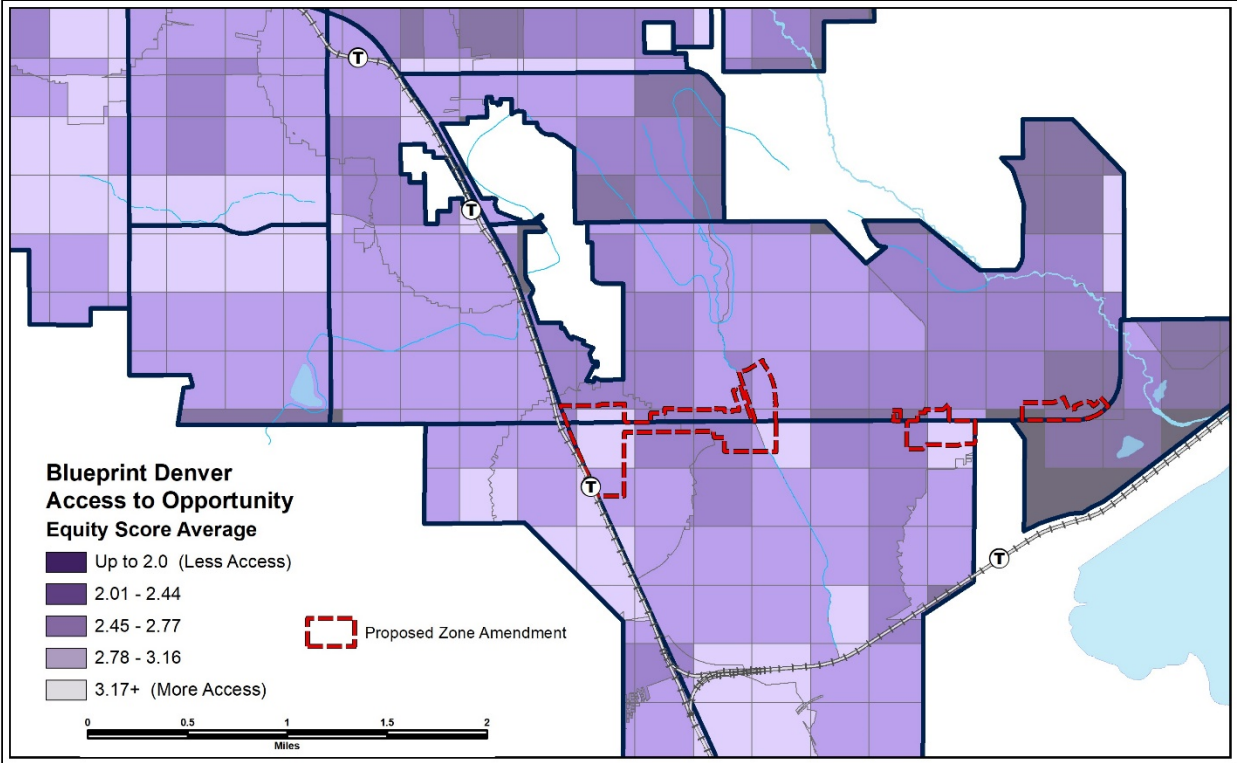 T
T
T
T
Blueprint Denver
Access to Opportunity
Equity Score Average
Up to 2.0 (Less Access)
2.01 - 2.44
2.45 - 2.77
2.78 - 3.16
3.17+ (More Access)
Proposed Zone Amendment
0 0.5 1 1.5 2
Miles